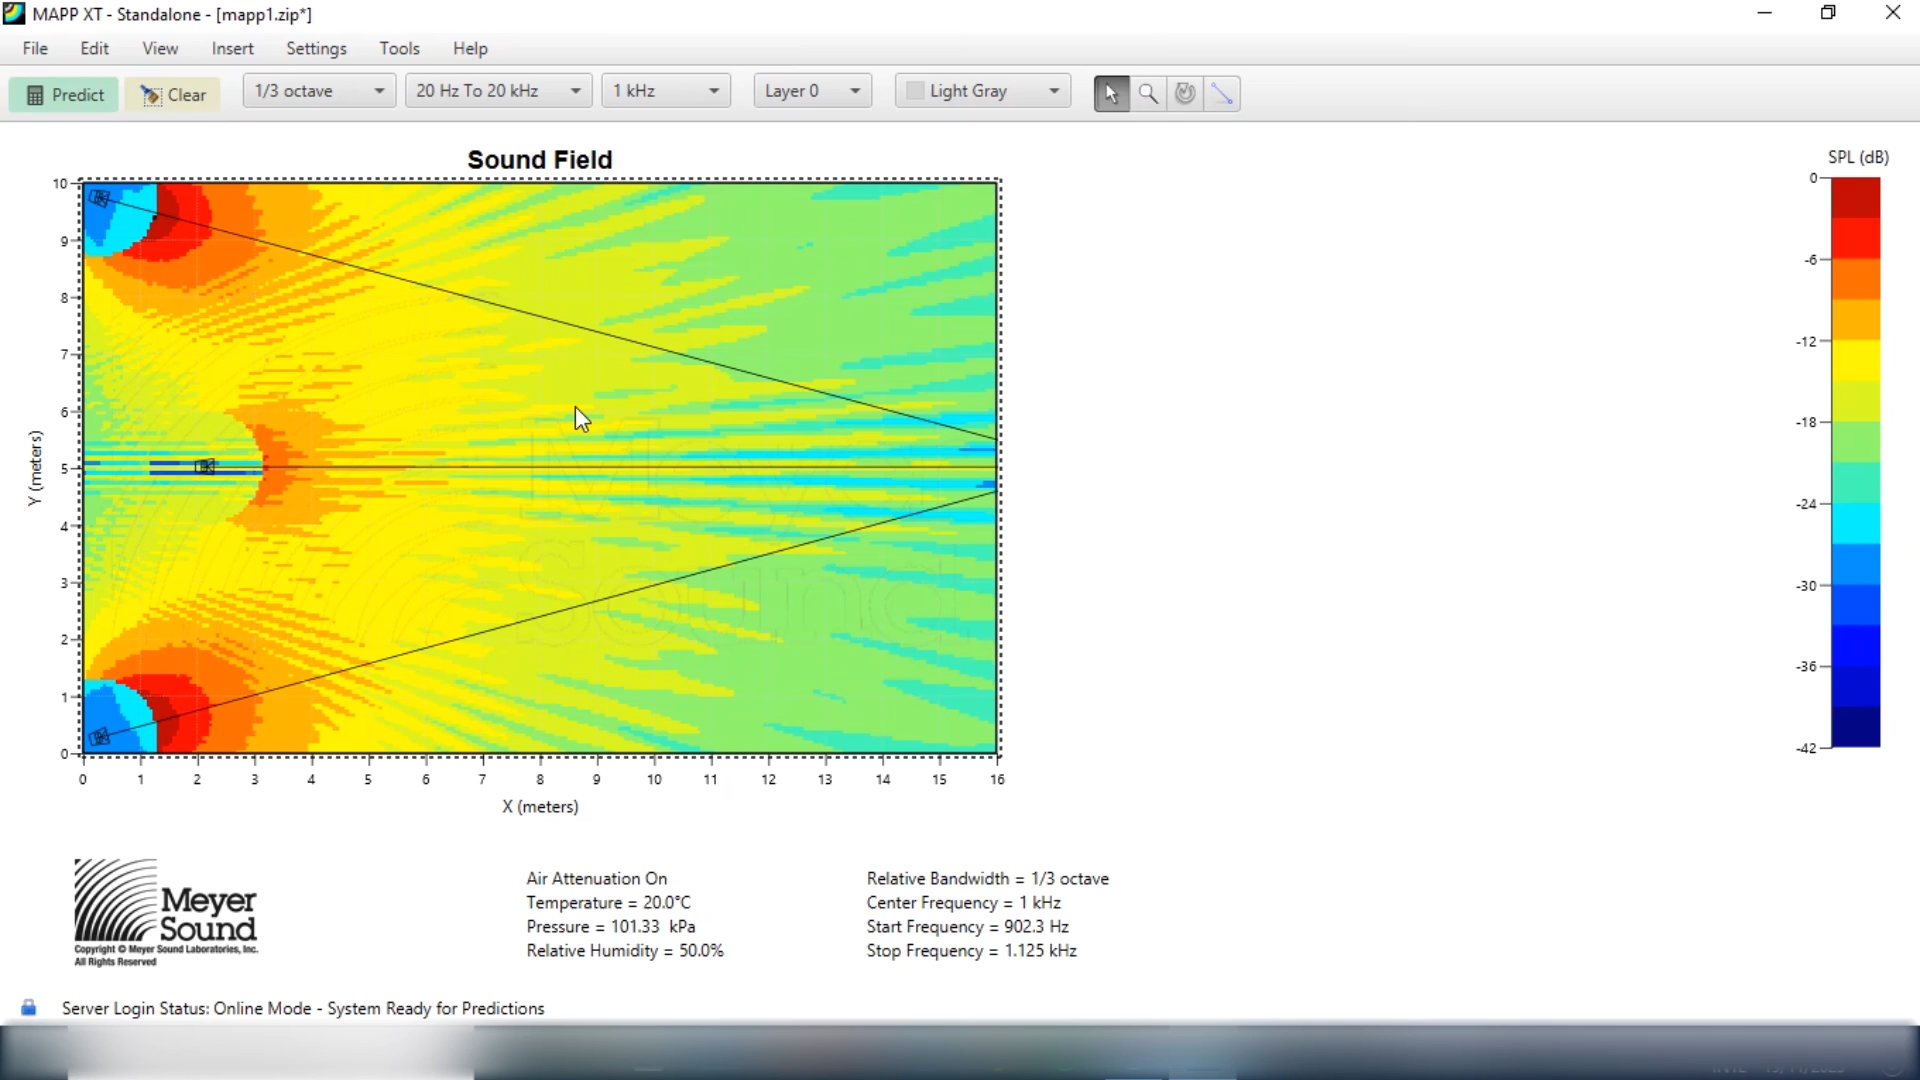 MAPP XT - Standalone - [mapp1.zip*]
File Edit View Insert Settings Tools Help
Predict Clear 1/3 octave 20 Hz To 20 kHz 1 kHz Layer 0 Light Gray
Sound Field
SPL (dB)
0
-6
-12
-18
-24
-30
-36
-42
10
9
8
7
6
5
4
3
2
1
0
Y (meters)
Meyer
Sound
0 1 2 3 4 5 6 7 8 9 10 11 12 13 14 15 16
X (meters)
Meyer
Sound
Copyright © Meyer Sound Laboratories, Inc.
All Rights Reserved
Air Attenuation On
Temperature = 20.0°C
Pressure = 101.33 kPa
Relative Humidity = 50.0%
Relative Bandwidth = 1/3 octave
Center Frequency = 1 kHz
Start Frequency = 902.3 Hz
Stop Frequency = 1.125 kHz
Server Login Status: Online Mode - System Ready for Predictions